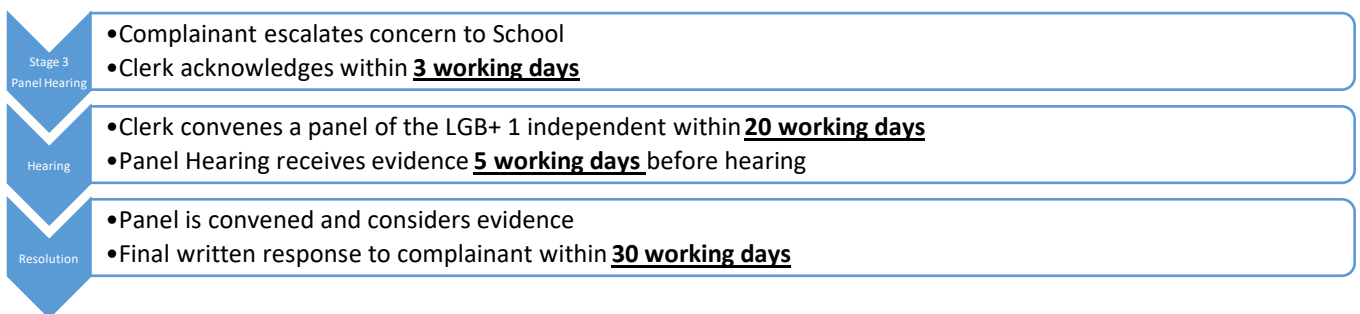 Stage 3
Panel Hearing
•Complainant escalates concern to School
•Clerk acknowledges within 3 working days
Hearing
•Clerk convenes a panel of the LGB+ 1 independent within 20 working days
•Panel Hearing receives evidence 5 working days before hearing
Resolution
•Panel is convened and considers evidence
•Final written response to complainant within 30 working days